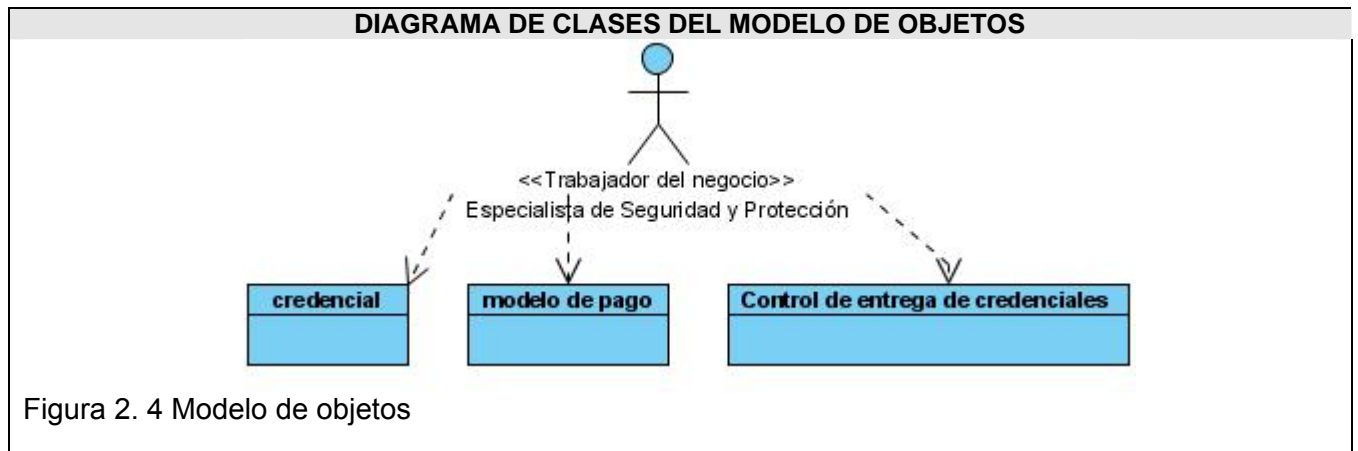 DIAGRAMA DE CLASES DEL MODELO DE OBJETOS
<<Trabajador del negocio>>
Especialista de Seguridad y Protección
credencial
modelo de pago
Control de entrega de credenciales
Figura 2. 4 Modelo de objetos